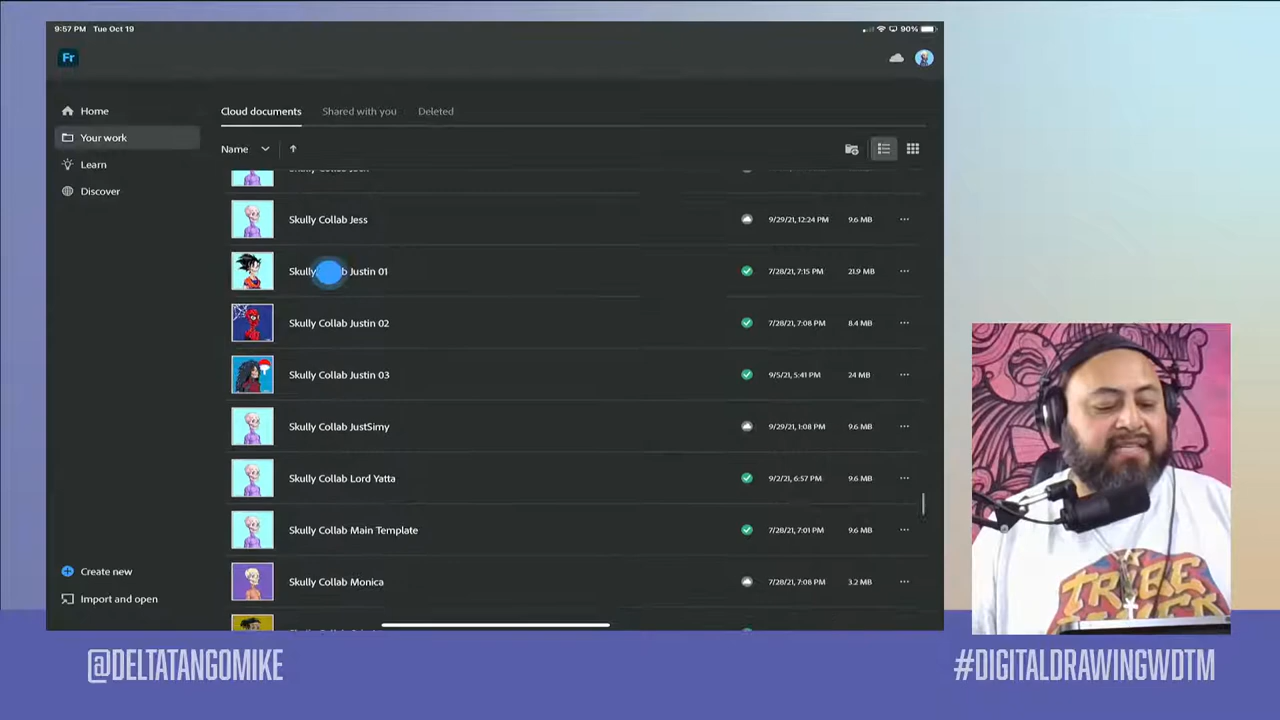 9:57 PM Tue Oct 19
90%
Fr
Home
Your work
Learn
Discover
Create new
Import and open
Cloud documents Shared with you Deleted
Name
Skully Collab Jess 9/29/21, 12:24 PM 9.6 MB
Skully Justin 01 7/28/21, 7:15 PM 21.9 MB
Skully Collab Justin 02 7/28/21, 7:08 PM 8.4 MB
Skully Collab Justin 03 9/5/21, 5:41 PM 24 MB
Skully Collab JustSimy 9/29/21, 1:08 PM 9.6 MB
Skully Collab Lord Yatta 9/2/21, 6:57 PM 9.6 MB
Skully Collab Main Template 7/28/21, 7:01 PM 9.6 MB
Skully Collab Monica 7/28/21, 7:08 PM 3.2 MB
TRIBE
@DELTATANGOMIKE
#DIGITALDRAWINGWDTM